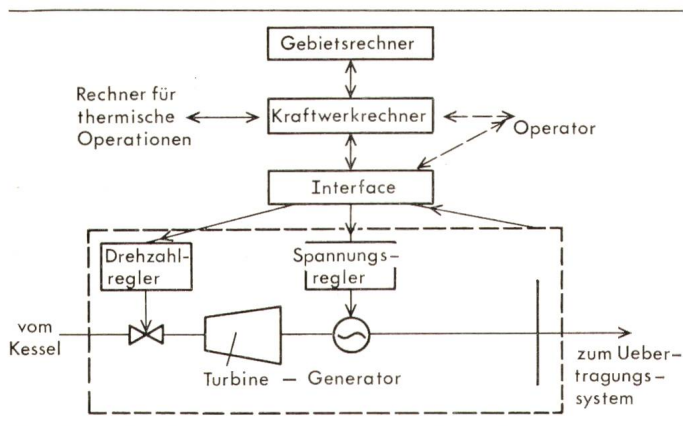 Gebietsrechner
Rechner für
thermische
Operationen
Kraftwerkrechner
Operator
Interface
Drehzahl-
regler
Spannungs-
regler
vom
Kessel
Turbine – Generator
zum Ueber-
tragungs-
system